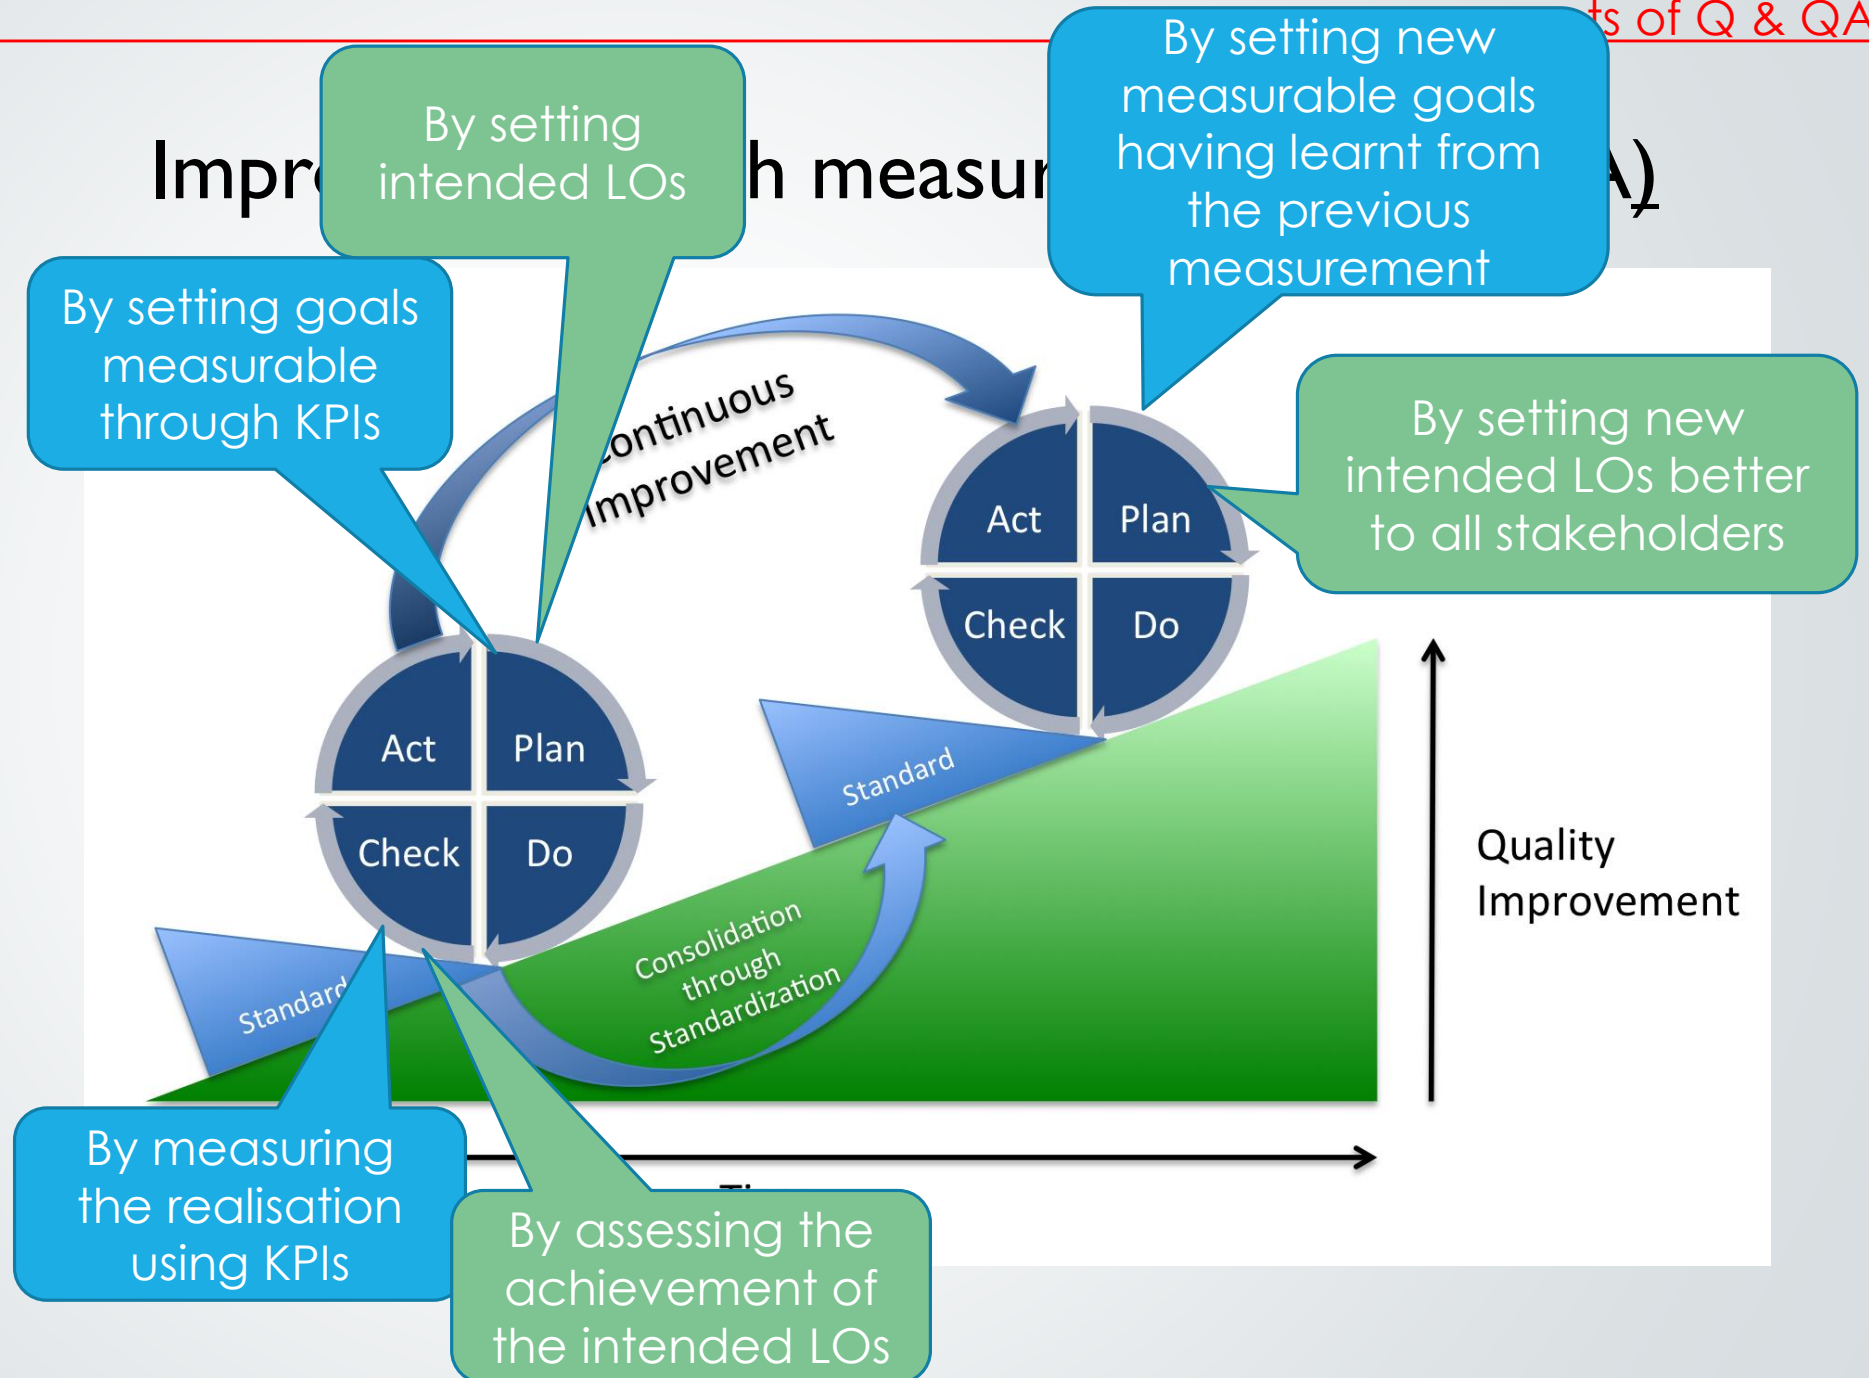 ts of Q & QA
Impr h measur A)
By setting
intended LOs
By setting new
measurable goals
having learnt from
the previous
measurement
By setting goals
measurable
through KPIs
By setting new
intended LOs better
to all stakeholders
Continuous
Improvement
Act Plan
Check Do
Act Plan
Check Do
Standard
Standard
Consolidation
through
Standardization
Quality
Improvement
By measuring
the realisation
using KPIs
By assessing the
achievement of
the intended LOs